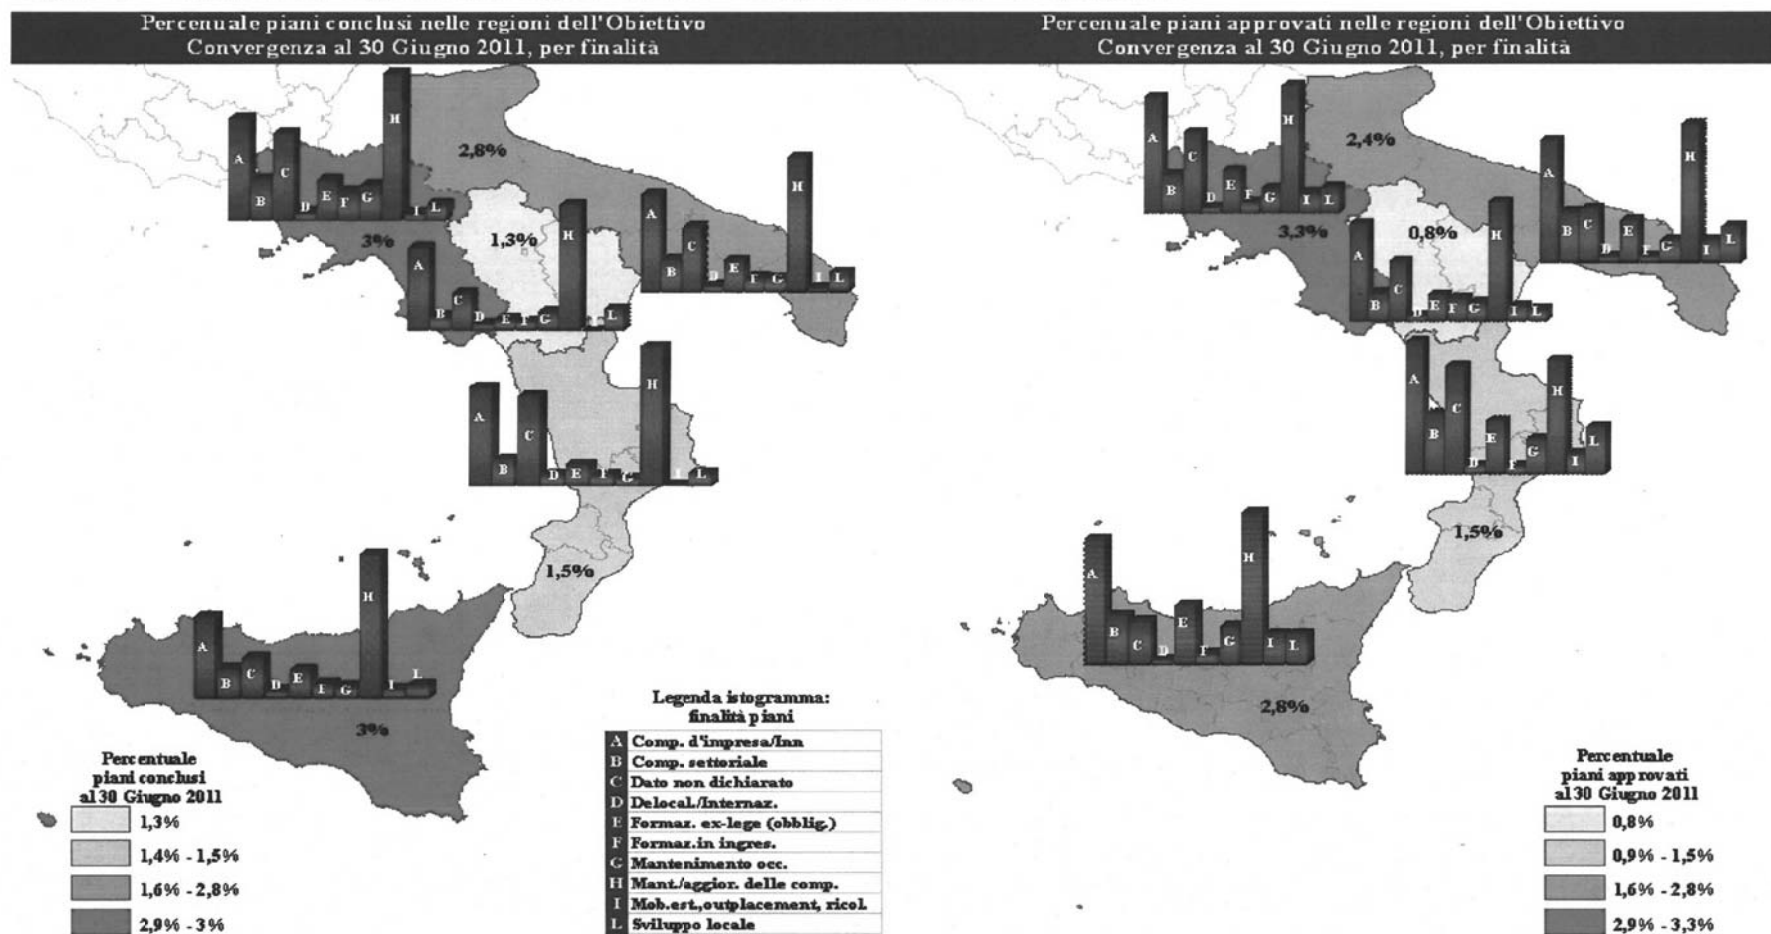 Percenuale piani conclusi nelle regioni dell'Obiettivo
Convergenza al 30 Giugno 2011, per finalità
Percenuale piani approvati nelle regioni dell'Obiettivo
Convergenza al 30 Giugno 2011, per finalità
A B C D E F G H I L
2,8%
3%
1,3%
A B C D E F G H I L
A B C D E F G H L
A B C D E F G H I L
1,5%
A B C D E F G H I L
3%
A B C D E F G H I L
2,4%
3,3%
0,8%
A B C D E F G H I L
A B C D E F G H I L
A B C D E F G H I L
1,5%
A B C D E F G H I L
2,8%
Percentuale
piani conclusi
al 30 Giugno 2011
1,3%
1,4% - 1,5%
1,6% - 2,8%
2,9% - 3%
Legenda istogramma:
finalità piani
A Comp. d'impresa/Inn
B Comp. settoriale
C Dato non dichiarato
D Delocal./Internaz.
E Formaz. ex-lege (obblig.)
F Formaz.in ingres.
G Mantenimento occ.
H Mant./aggior. delle comp.
I Mob.est.,outplacement, ricol.
L Sviluppo locale
Percentuale
piani approvati
al 30 Giugno 2011
0,8%
0,9% - 1,5%
1,6% - 2,8%
2,9% - 3,3%